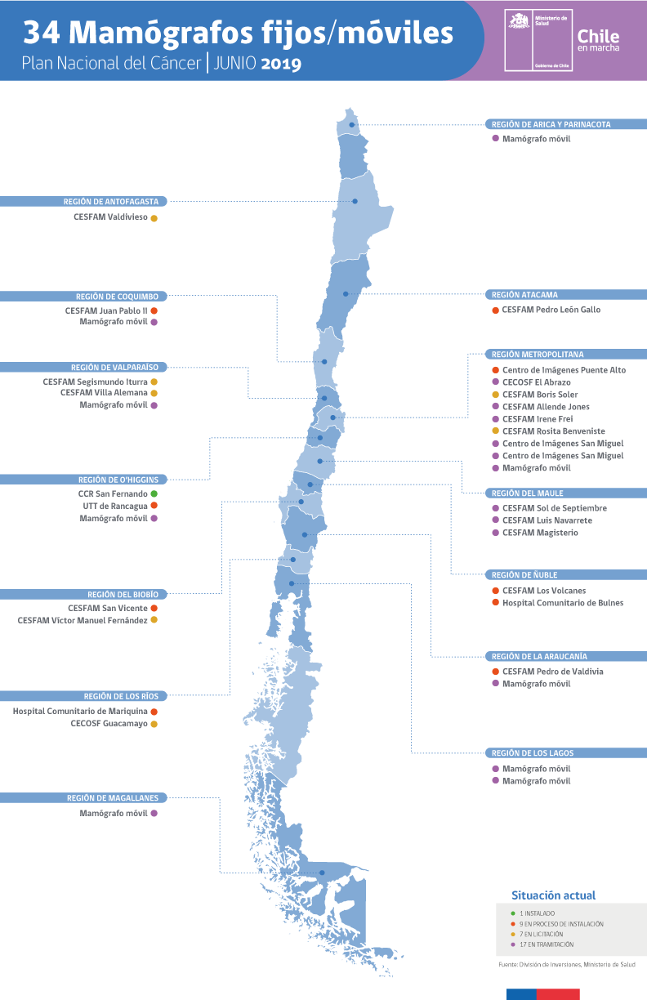 34 Mamógrafos fijos/móviles
Plan Nacional del Cáncer | JUNIO 2019
Ministerio de
Salud
Gobierno de Chile
Chile
en marcha
REGIÓN DE ANTOFAGASTA
CESFAM Valdivieso
REGIÓN DE COQUIMBO
CESFAM Juan Pablo II
Mamógrafo móvil
REGIÓN DE VALPARAÍSO
CESFAM Segismundo Iturra
CESFAM Villa Alemana
Mamógrafo móvil
REGIÓN DE O'HIGGINS
CCR San Fernando
UTT de Rancagua
Mamógrafo móvil
REGIÓN DEL BIOBÍO
CESFAM San Vicente
CESFAM Víctor Manuel Fernández
REGIÓN DE LOS RÍOS
Hospital Comunitario de Mariquina
CECOSF Guacamayo
REGIÓN DE MAGALLANES
Mamógrafo móvil
REGIÓN DE ARICA Y PARINACOTA
Mamógrafo móvil
REGIÓN ATACAMA
CESFAM Pedro León Gallo
REGIÓN METROPOLITANA
Centro de Imágenes Puente Alto
CECOSF El Abrazo
CESFAM Boris Soler
CESFAM Allende Jones
CESFAM Irene Frei
CESFAM Rosita Benveniste
Centro de Imágenes San Miguel
Centro de Imágenes San Miguel
Mamógrafo móvil
REGIÓN DEL MAULE
CESFAM Sol de Septiembre
CESFAM Luis Navarrete
CESFAM Magisterio
REGIÓN DE ÑUBLE
CESFAM Los Volcanes
Hospital Comunitario de Bulnes
REGIÓN DE LA ARAUCANÍA
CESFAM Pedro de Valdivia
Mamógrafo móvil
REGIÓN DE LOS LAGOS
Mamógrafo móvil
Mamógrafo móvil
Situación actual
1 INSTALADO
9 EN PROCESO DE INSTALACIÓN
7 EN LICITACIÓN
17 EN TRAMITACIÓN
Fuente: División de Inversiones, Ministerio de Salud